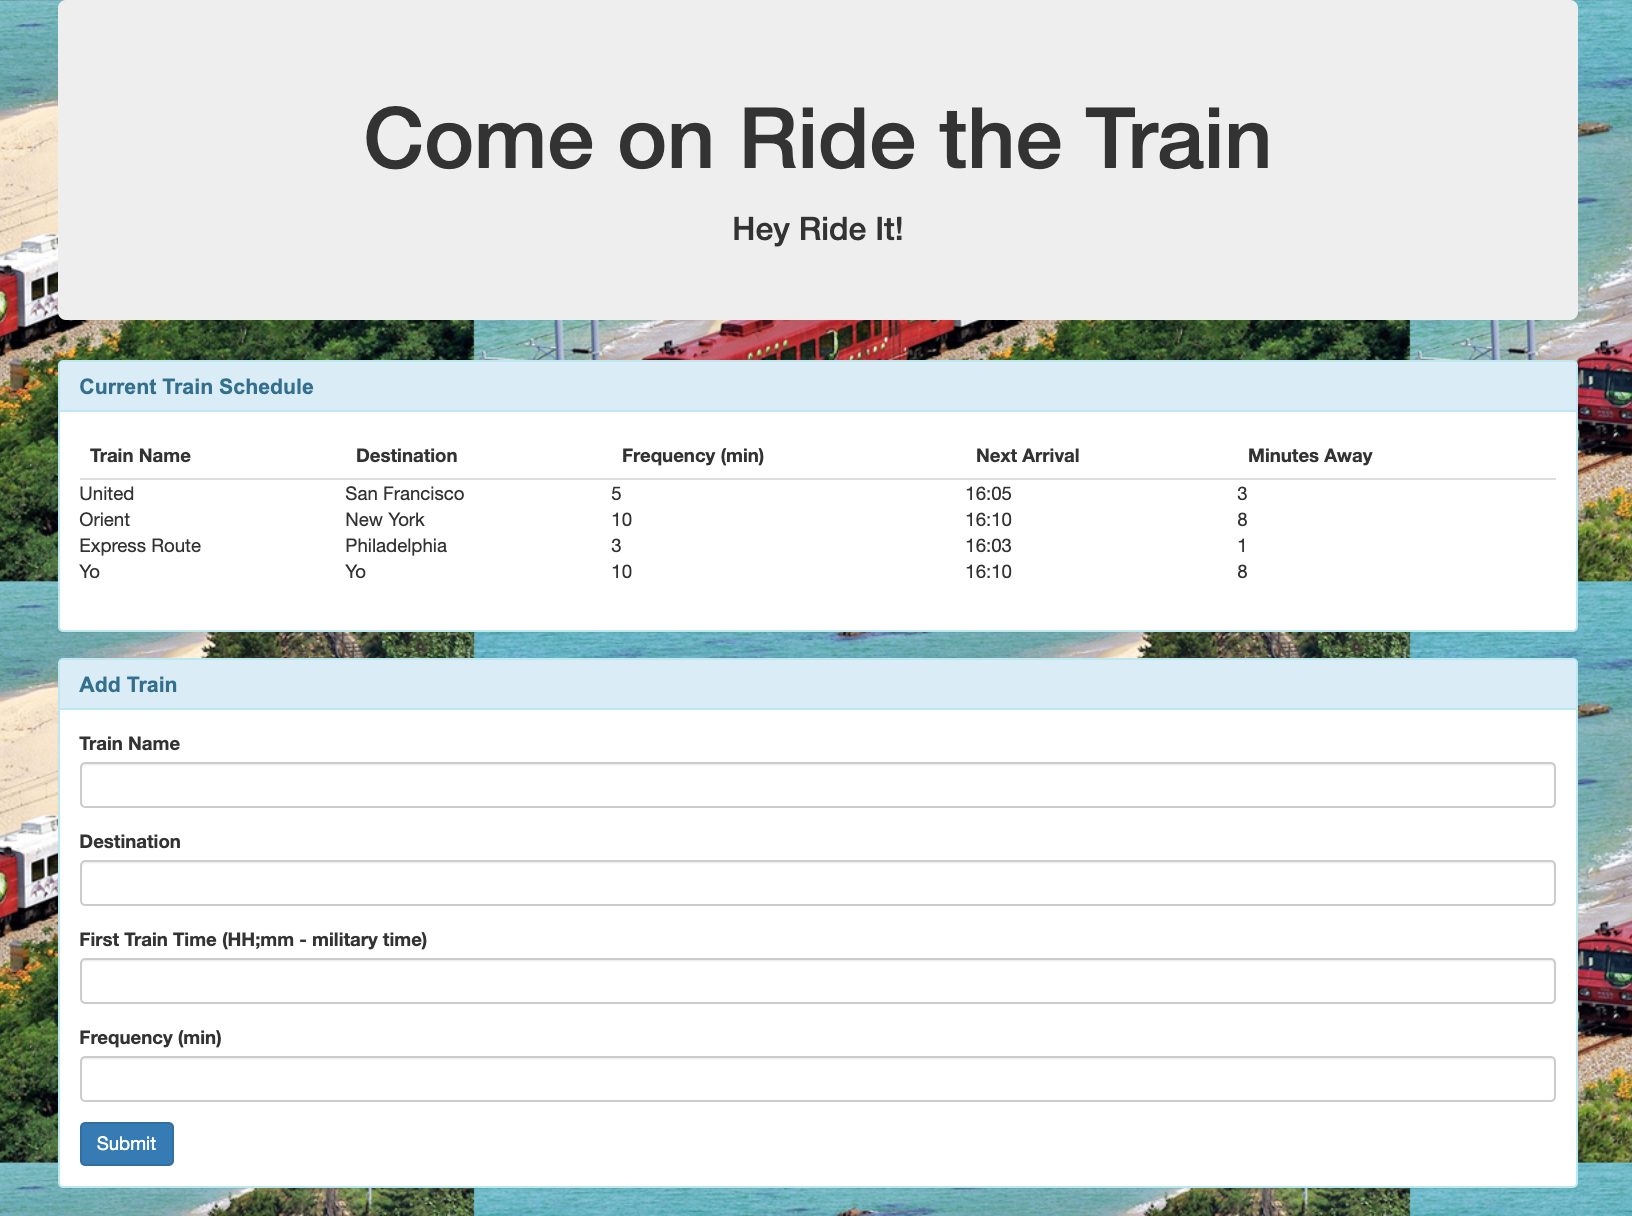 Come on Ride the Train
Hey Ride It!
Current Train Schedule
Train Name Destination Frequency (min) Next Arrival Minutes Away
United San Francisco 5 16:05 3
Orient New York 10 16:10 8
Express Route Philadelphia 3 16:03 1
Yo Yo 10 16:10 8
Add Train
Train Name
Destination
First Train Time (HH;mm - military time)
Frequency (min)
Submit